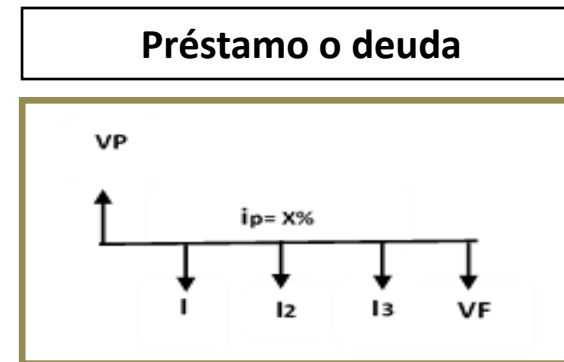 Préstamo o deuda
VP
ip= X%
I I2 I3 VF